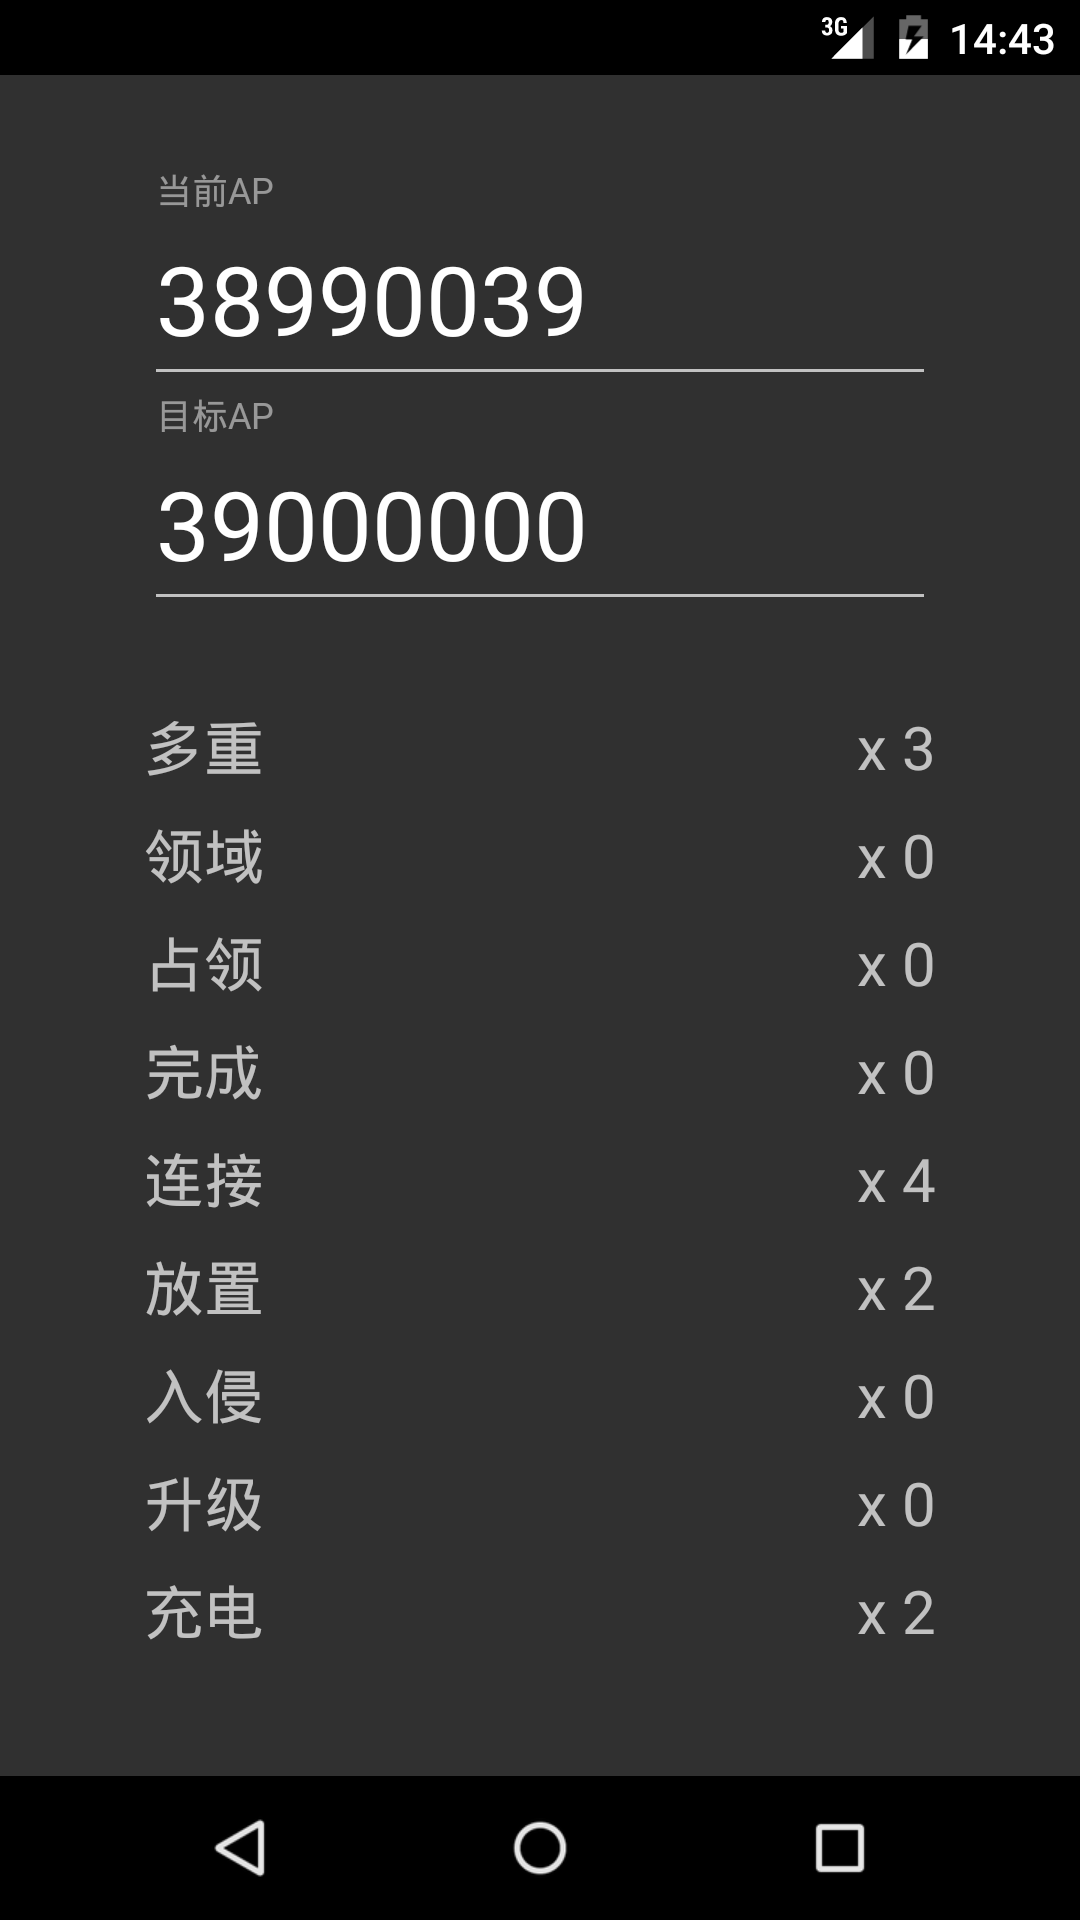 3G 14:43
当前AP
38990039
目标AP
39000000
多重 x 3
领域 x 0
占领 x 0
完成 x 0
连接 x 4
放置 x 2
入侵 x 0
升级 x 0
充电 x 2